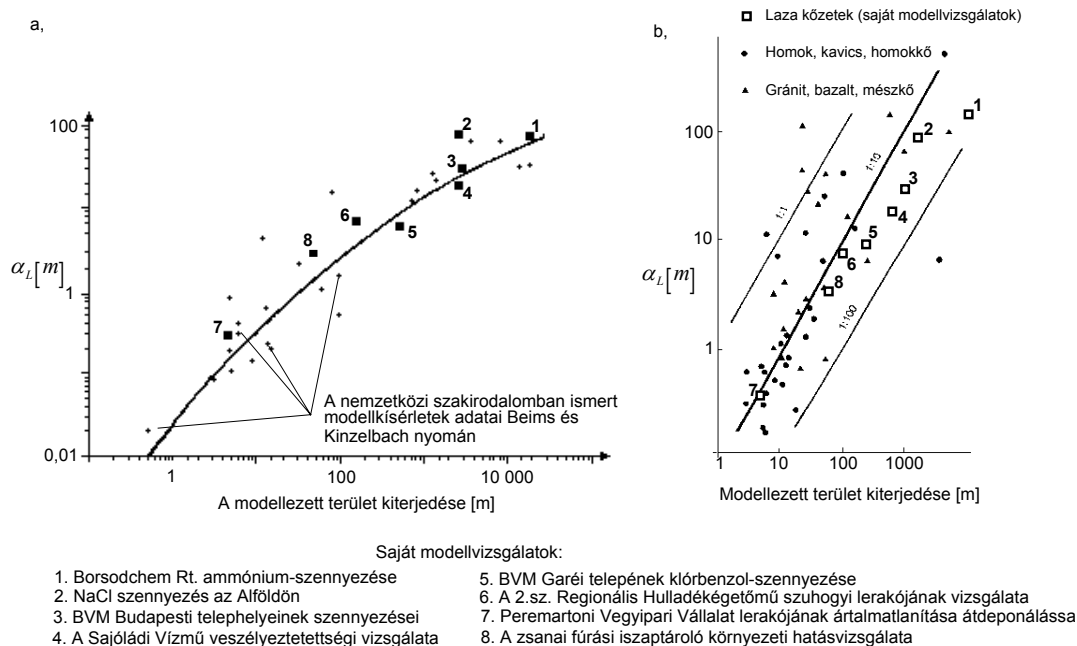 a,
100
α_L[m]
1
0,01
1
100
10 000
A modellezett terület kiterjedése [m]
1
2
3
4
5
6
7
8
A nemzetközi szakirodalomban ismert
modellkísérletek adatai Beims és
Kinzelbach nyomán
b,
Laza kőzetek (saját modellvizsgálatok)
Homok, kavics, homokkő
Gránit, bazalt, mészkő
100
10
α_L[m]
1
1
10
100
1000
Modellezett terület kiterjedése [m]
1:1
1:10
1:100
1
2
3
4
5
6
8
7
Saját modellvizsgálatok:
1. Borsodchem Rt. ammónium-szennyezése
2. NaCl szennyezés az Alföldön
3. BVM Budapesti telephelyeinek szennyezései
4. A Sajóládi Vízmű veszélyeztetettségi vizsgálata
5. BVM Garéi telepének klórbenzol-szennyezése
6. A 2.sz. Regionális Hulladékégetőmű szuhogyi lerakójának vizsgálata
7. Peremartoni Vegyipari Vállalat lerakójának ártalmatlanítása átdeponálássa
8. A zsanai fúrási iszaptároló környezeti hatásvizsgálata